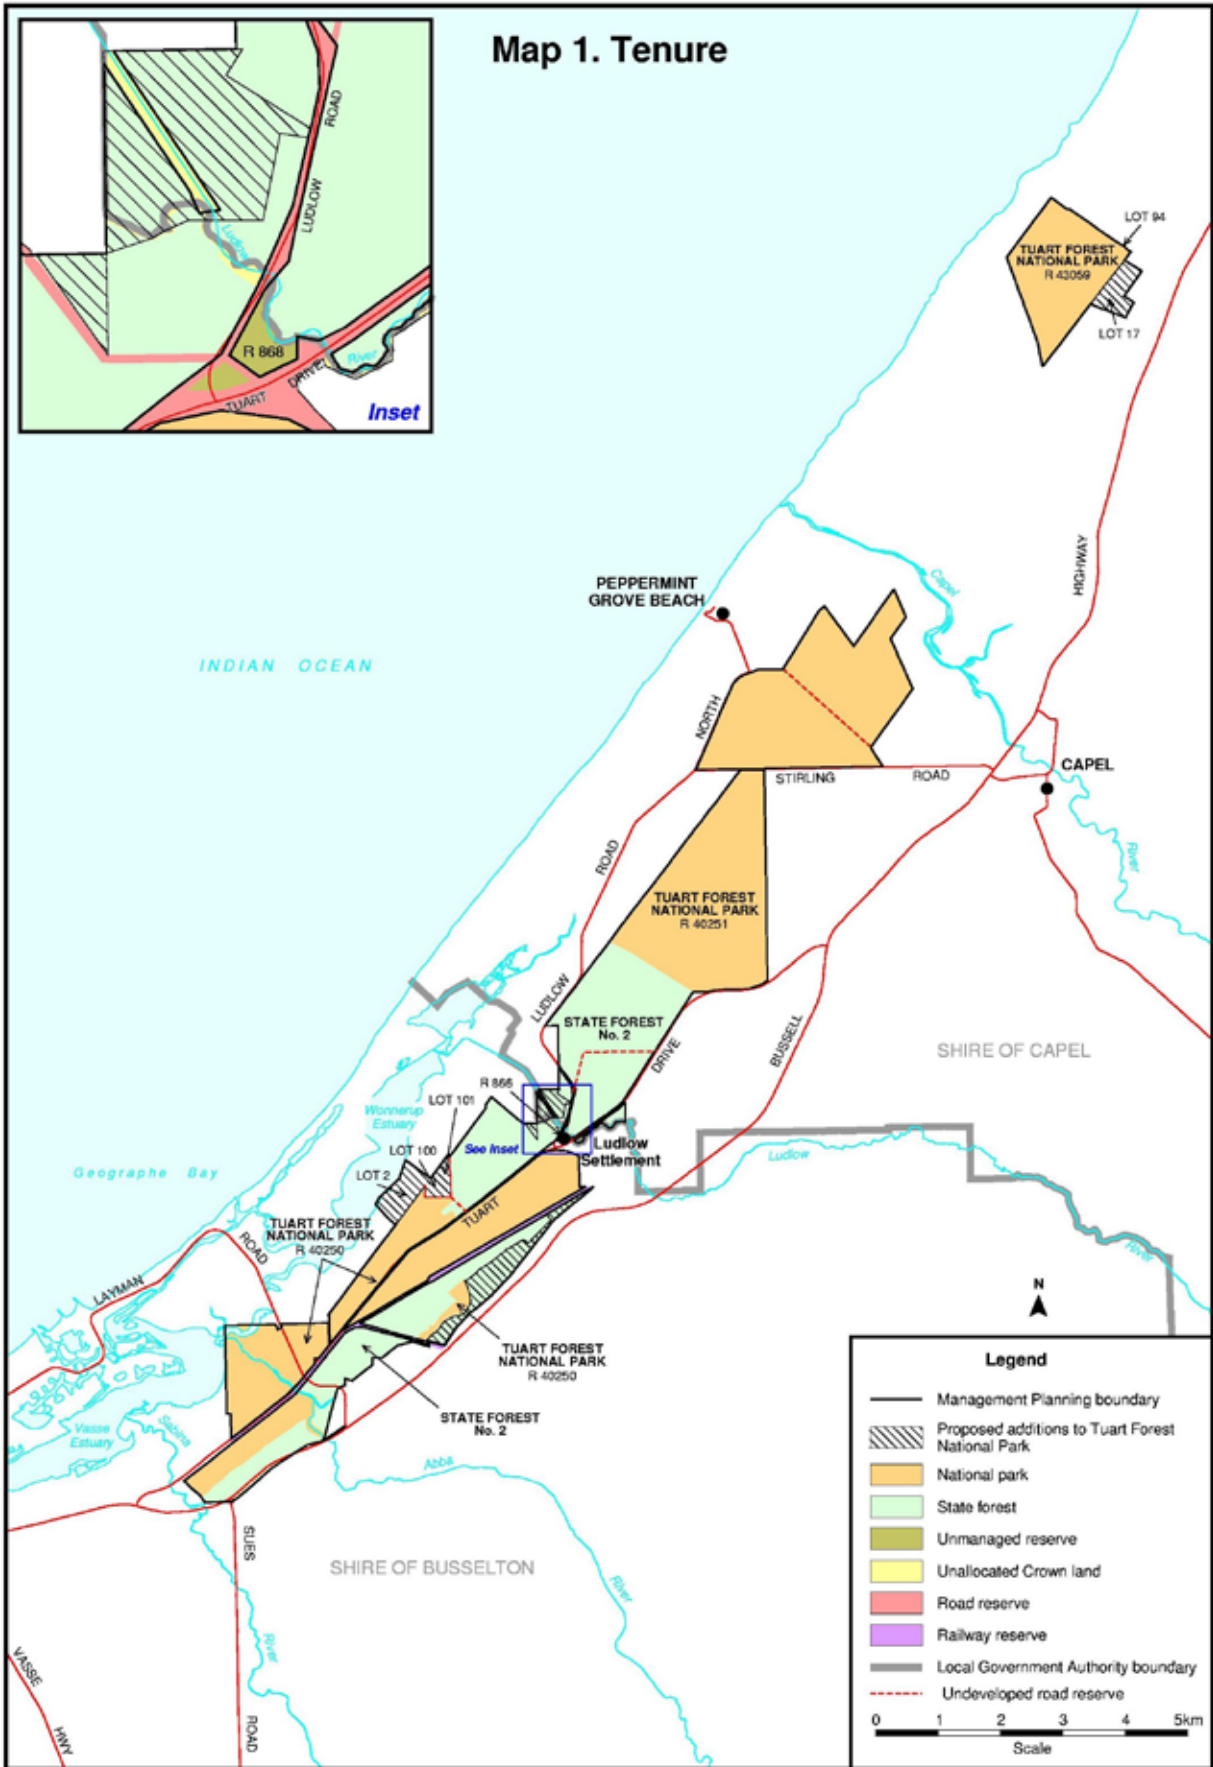 Map 1. Tenure
ROAD
LUDLOW
Ludlow
R 868
River
DRIVE
TUART
Inset
LOT 94
TUART FOREST
NATIONAL PARK
R 43059
LOT 17
HIGHWAY
Capel
PEPPERMINT
GROVE BEACH
INDIAN OCEAN
NORTH
STIRLING
ROAD
CAPEL
River
ROAD
TUART FOREST
NATIONAL PARK
R 40251
LUDLOW
STATE FOREST
No. 2
DRIVE
BUSSELL
SHIRE OF CAPEL
R 868
LOT 101
Wonnerup
Estuary
LOT 100
See Inset
Ludlow
Settlement
Ludlow
Geographe Bay
LOT 2
TUART
TUART FOREST
NATIONAL PARK
R 40250
ROAD
River
LAYMAN
N
TUART FOREST
NATIONAL PARK
R 40250
STATE FOREST
No. 2
Vasse
Estuary
Sabina
Abba
SUES
SHIRE OF BUSSELTON
River
River
ROAD
VASSE
HWY
Legend
Management Planning boundary
Proposed additions to Tuart Forest
National Park
National park
State forest
Unmanaged reserve
Unallocated Crown land
Road reserve
Railway reserve
Local Government Authority boundary
Undeveloped road reserve
0 1 2 3 4 5km
Scale